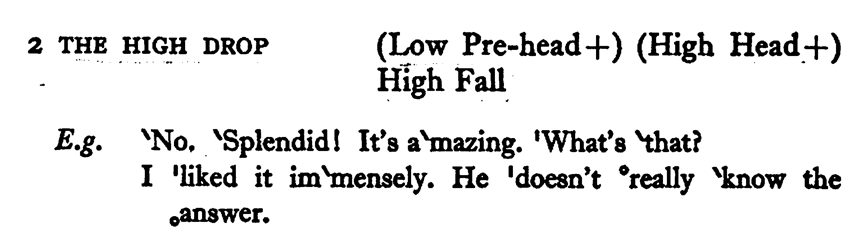 2 THE HIGH DROP (Low Pre-head+) (High Head+)
High Fall
E.g. ˋNo. ˋSplendid! It's aˋmazing. ˈWhat's ˋthat?
I ˈliked it imˋmensely. He ˈdoesn't °really ˋknow the
ₒanswer.